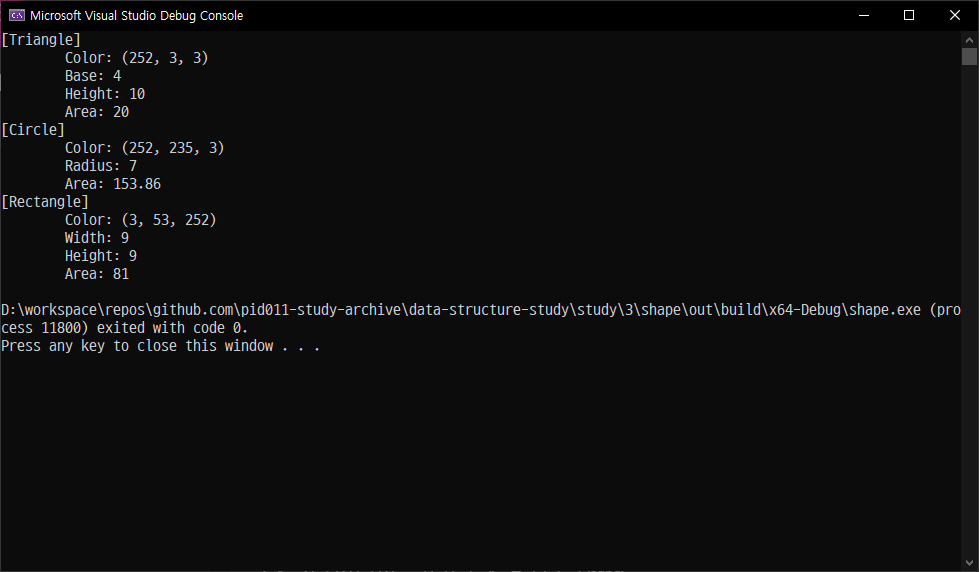 Microsoft Visual Studio Debug Console
[Triangle]
Color: (252, 3, 3)
Base: 4
Height: 10
Area: 20
[Circle]
Color: (252, 235, 3)
Radius: 7
Area: 153.86
[Rectangle]
Color: (3, 53, 252)
Width: 9
Height: 9
Area: 81
D:\workspace\repos\github.com\pid011-study-archive\data-structure-study\study\3\shape\out\build\x64-Debug\shape.exe (pro
cess 11800) exited with code 0.
Press any key to close this window . . .